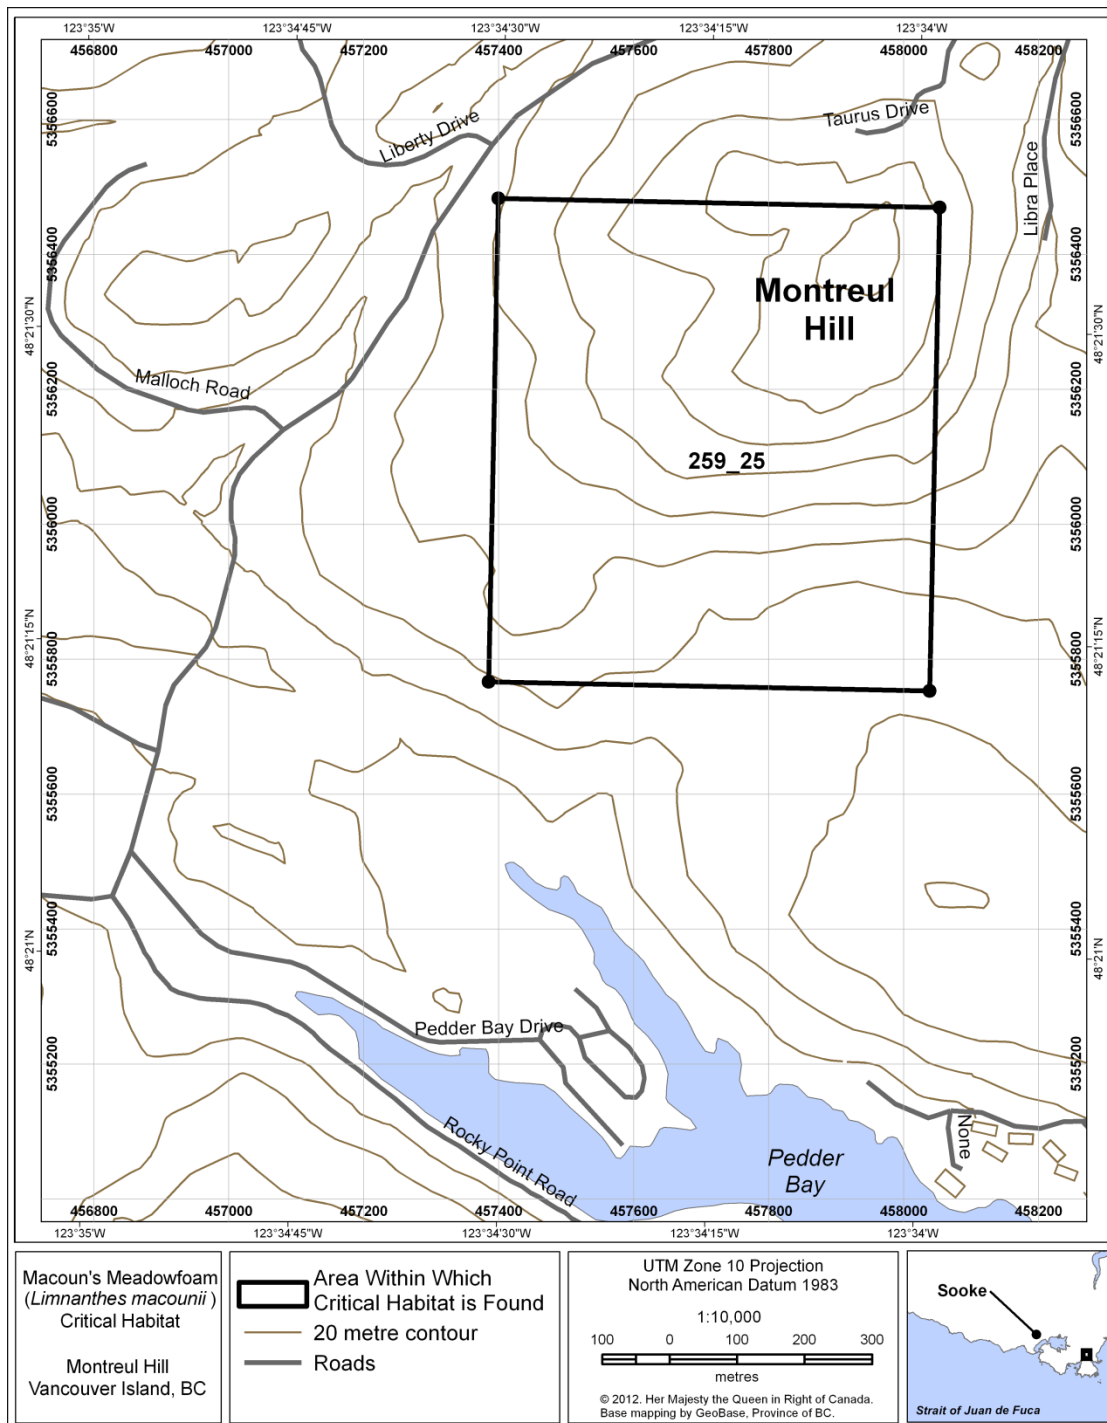 123°35'W 123°34'45"W 123°34'30"W 123°34'15"W 123°34'W
456800 457000 457200 457400 457600 457800 458000 458200
5356600 5356600
Liberty Drive
Taurus Drive
Libra Place
5356400 5356400
Montreul
Hill
48°21'30"N 48°21'30"N
Malloch Road
5356200 5356200
259_25
5356000 5356000
48°21'15"N 48°21'15"N
5355800 5355800
5355600 5355600
5355400 5355400
48°21'N 48°21'N
Pedder Bay Drive
5355200 5355200
Rocky Point Road
None
Pedder
Bay
456800 457000 457200 457400 457600 457800 458000 458200
123°35'W 123°34'45"W 123°34'30"W 123°34'15"W 123°34'W
Macoun's Meadowfoam
(Limnanthes macounii )
Critical Habitat
Montreul Hill
Vancouver Island, BC
Area Within Which
Critical Habitat is Found
20 metre contour
Roads
UTM Zone 10 Projection
North American Datum 1983
1:10,000
100 0 100 200 300
metres
© 2012. Her Majesty the Queen in Right of Canada.
Base mapping by GeoBase, Province of BC.
Sooke
Strait of Juan de Fuca